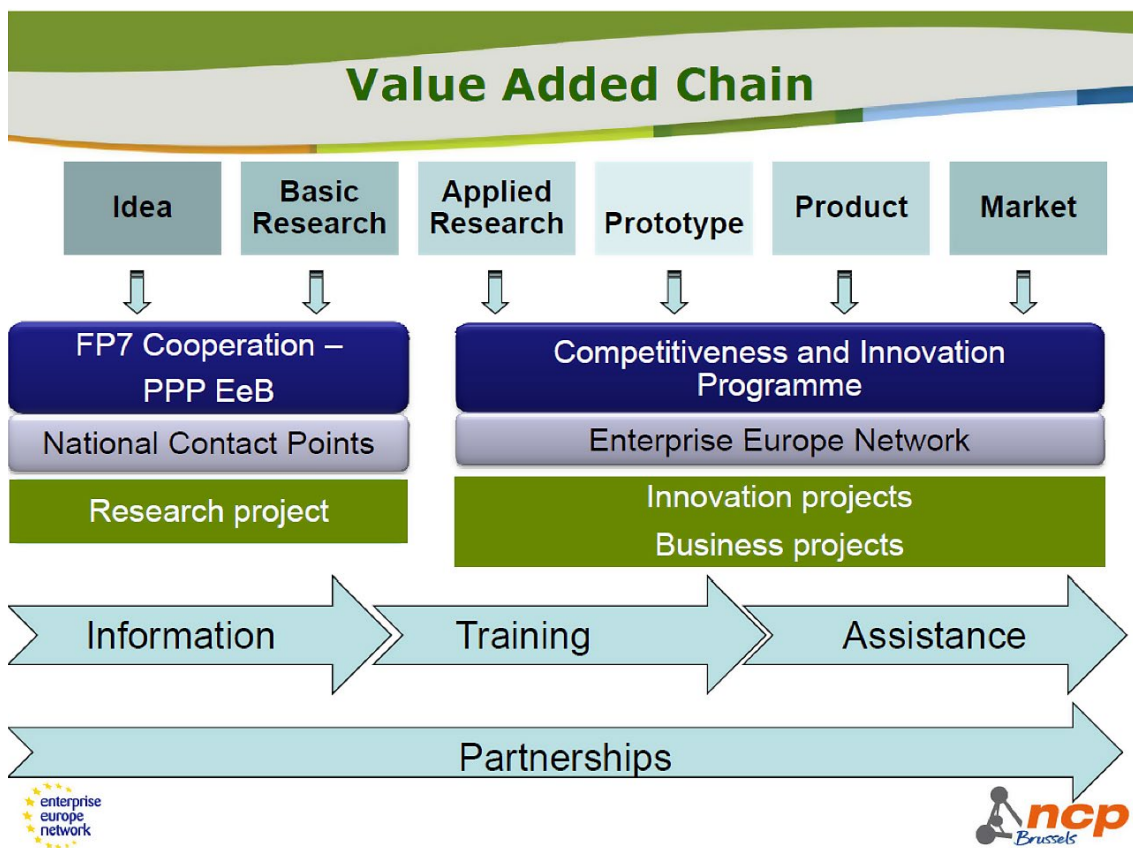 Value Added Chain
Idea
Basic
Research
Applied
Research
Prototype
Product
Market
FP7 Cooperation –
PPP EeB
National Contact Points
Research project
Competitiveness and Innovation
Programme
Enterprise Europe Network
Innovation projects
Business projects
Information
Training
Assistance
Partnerships
enterprise
europe
network
ncp
Brussels